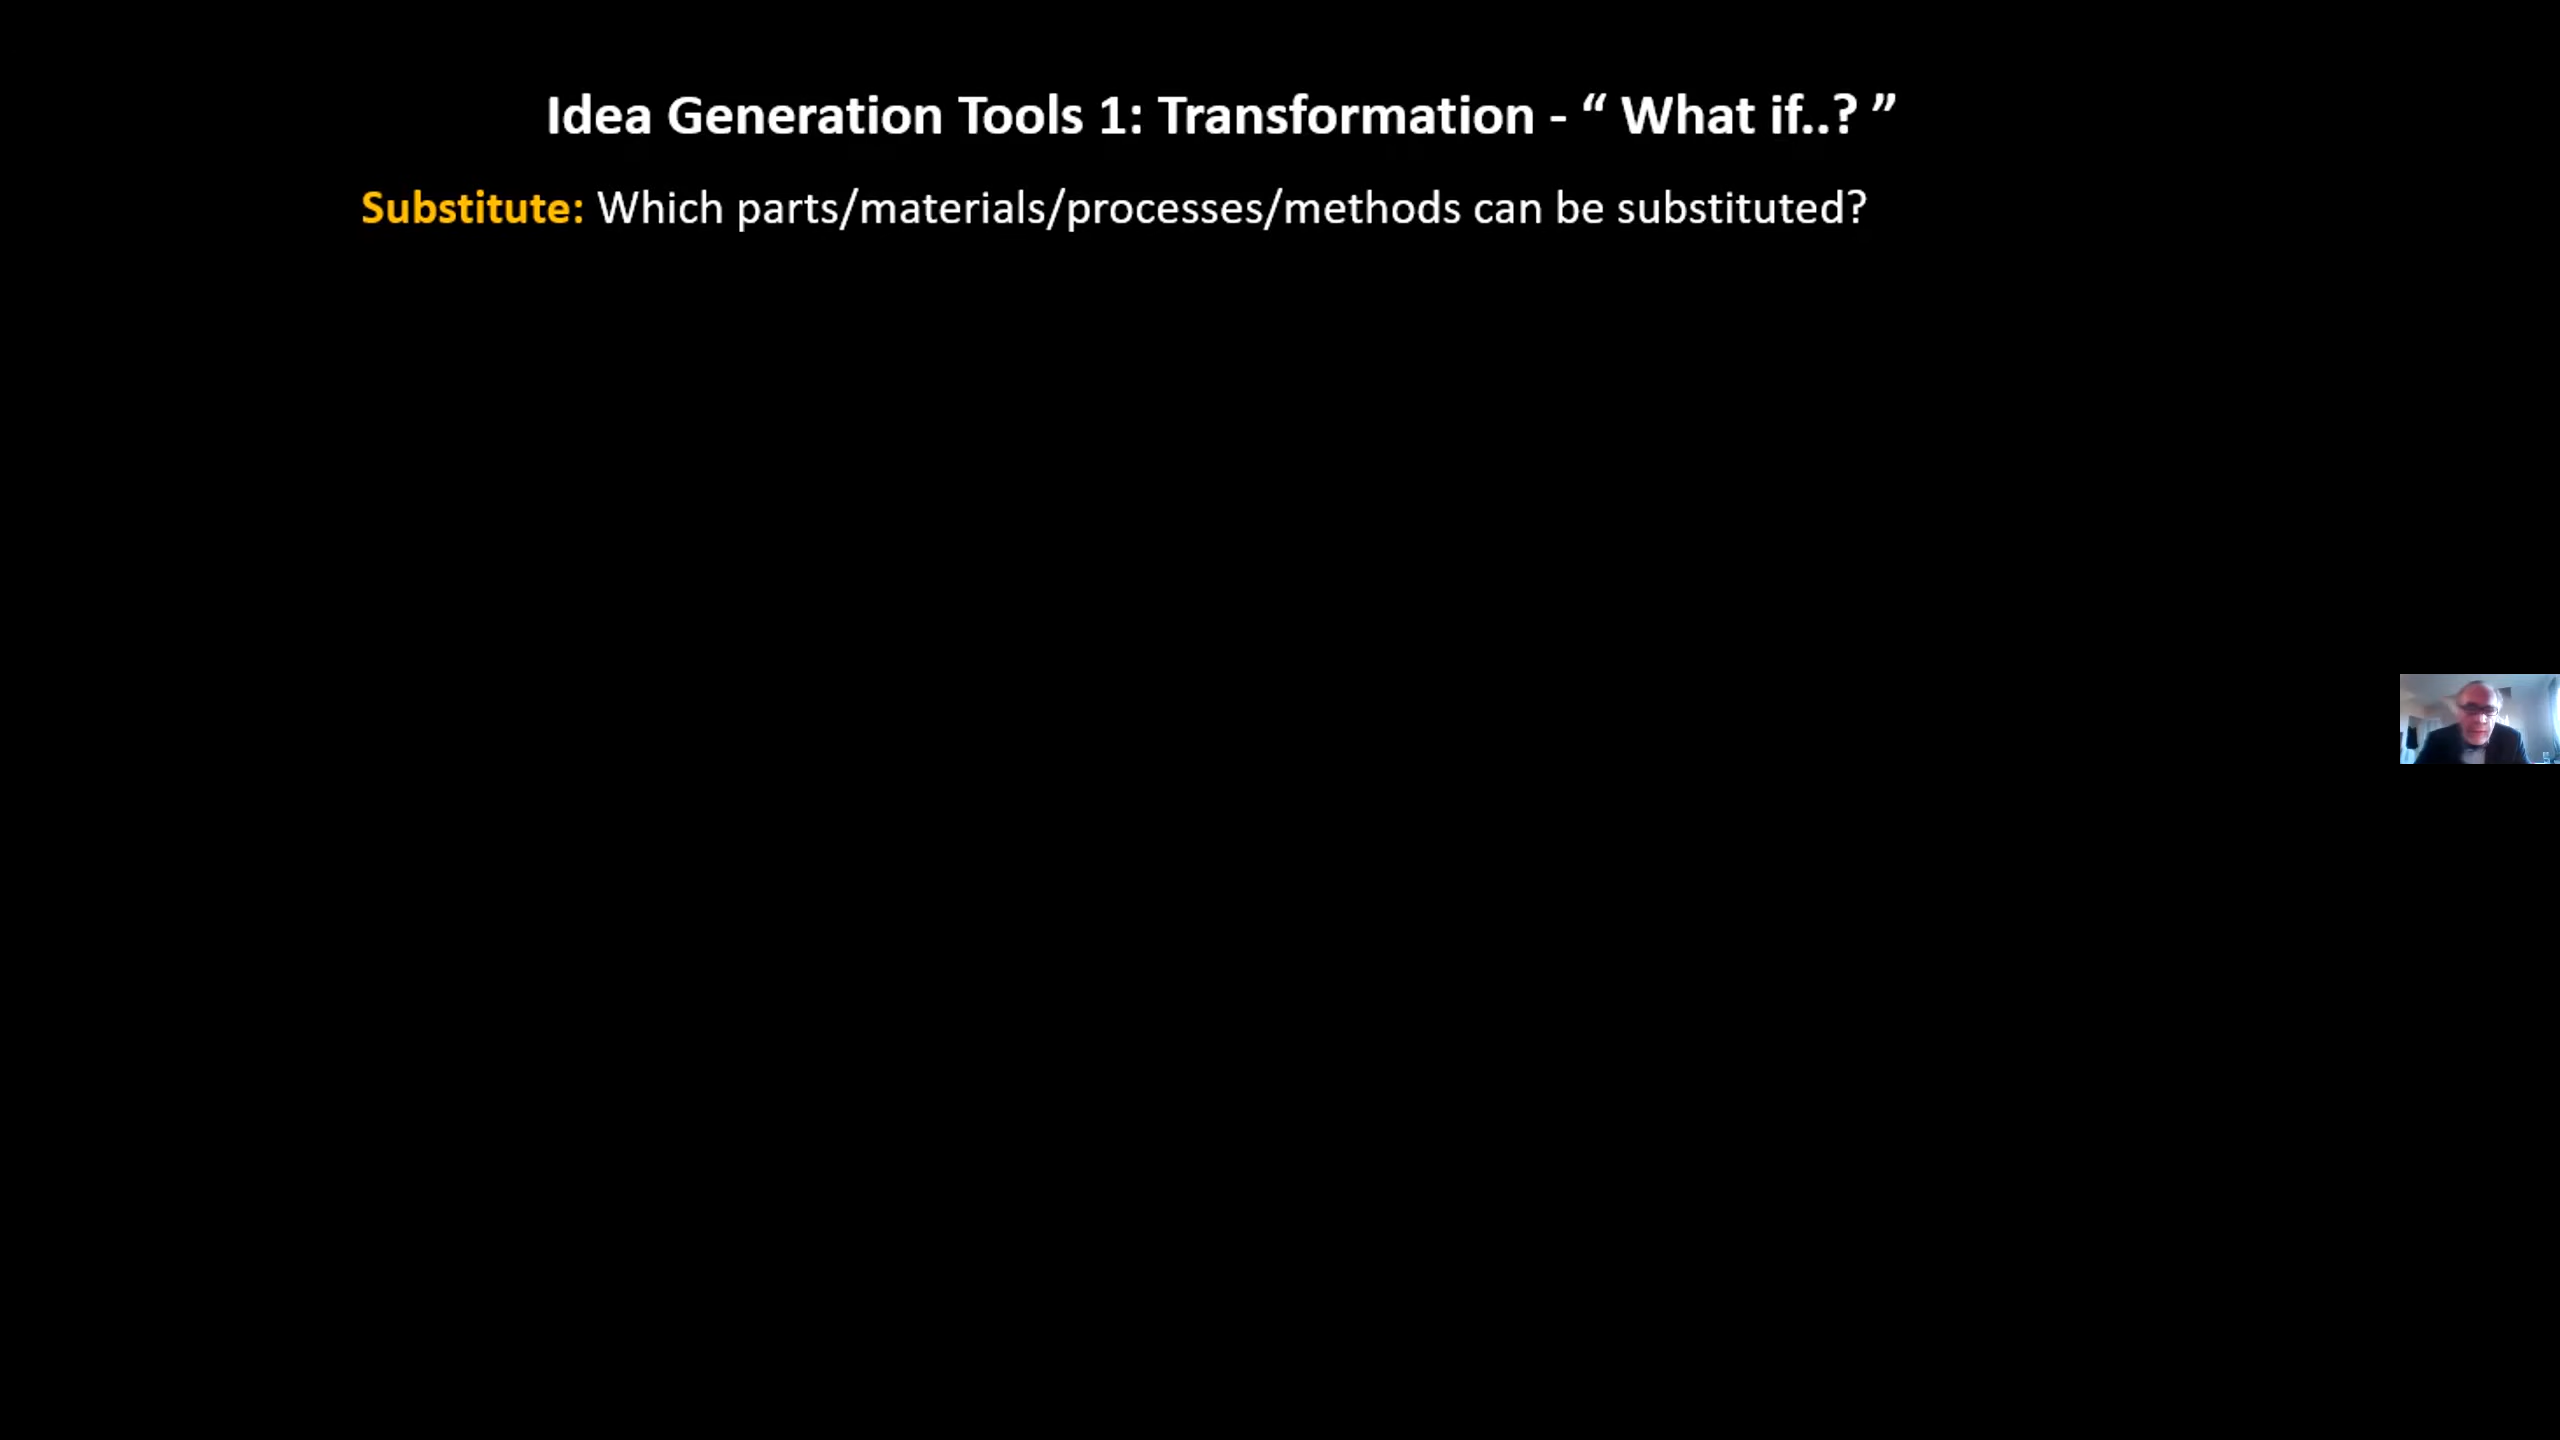 Idea Generation Tools 1: Transformation - “ What if..? ”
Substitute: Which parts/materials/processes/methods can be substituted?